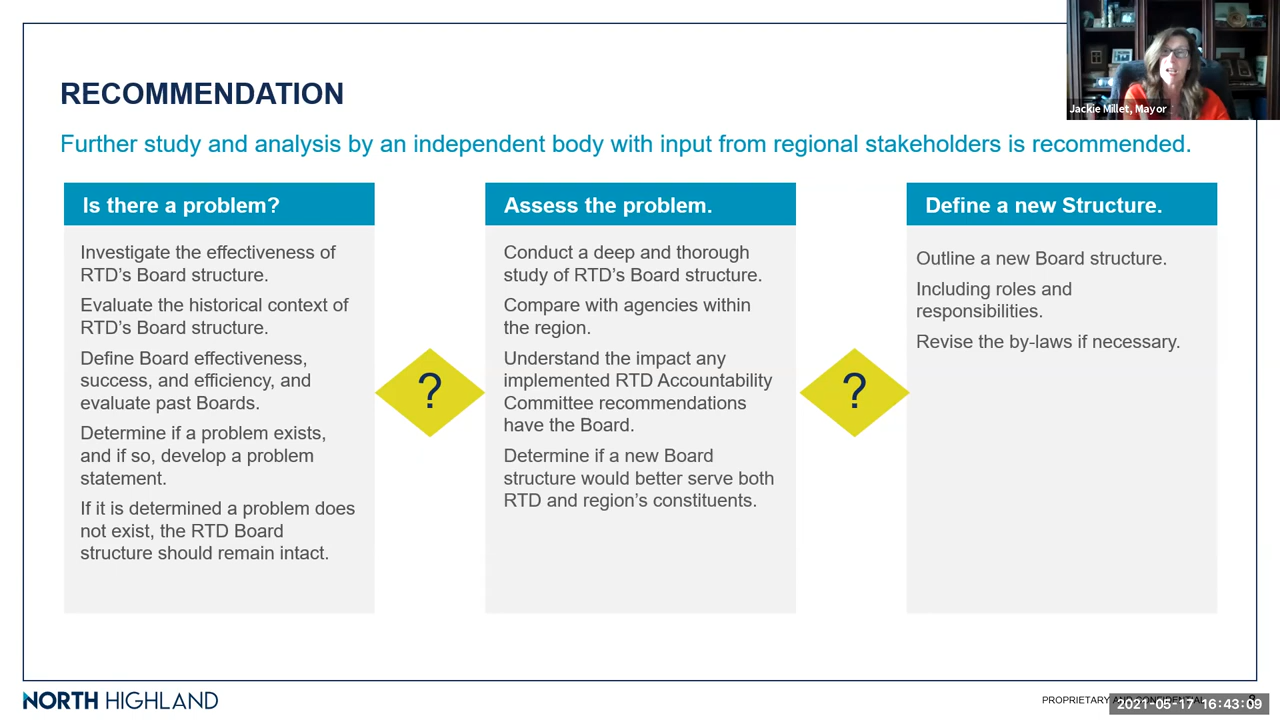 Jackie Millet, Mayor
RECOMMENDATION
Further study and analysis by an independent body with input from regional stakeholders is recommended.
Is there a problem?
Investigate the effectiveness of
RTD's Board structure.
Evaluate the historical context of
RTD's Board structure.
Define Board effectiveness,
success, and efficiency, and
evaluate past Boards.
Determine if a problem exists,
and if so, develop a problem
statement.
If it is determined a problem does
not exist, the RTD Board
structure should remain intact.
?
Assess the problem.
Conduct a deep and thorough
study of RTD's Board structure.
Compare with agencies within
the region.
Understand the impact any
implemented RTD Accountability
Committee recommendations
have the Board.
Determine if a new Board
structure would better serve both
RTD and region's constituents.
?
Define a new Structure.
Outline a new Board structure.
Including roles and
responsibilities.
Revise the by-laws if necessary.
NORTH HIGHLAND
PROPRIETARY AND CONFIDENTIAL
2021-05-17 16:43:09